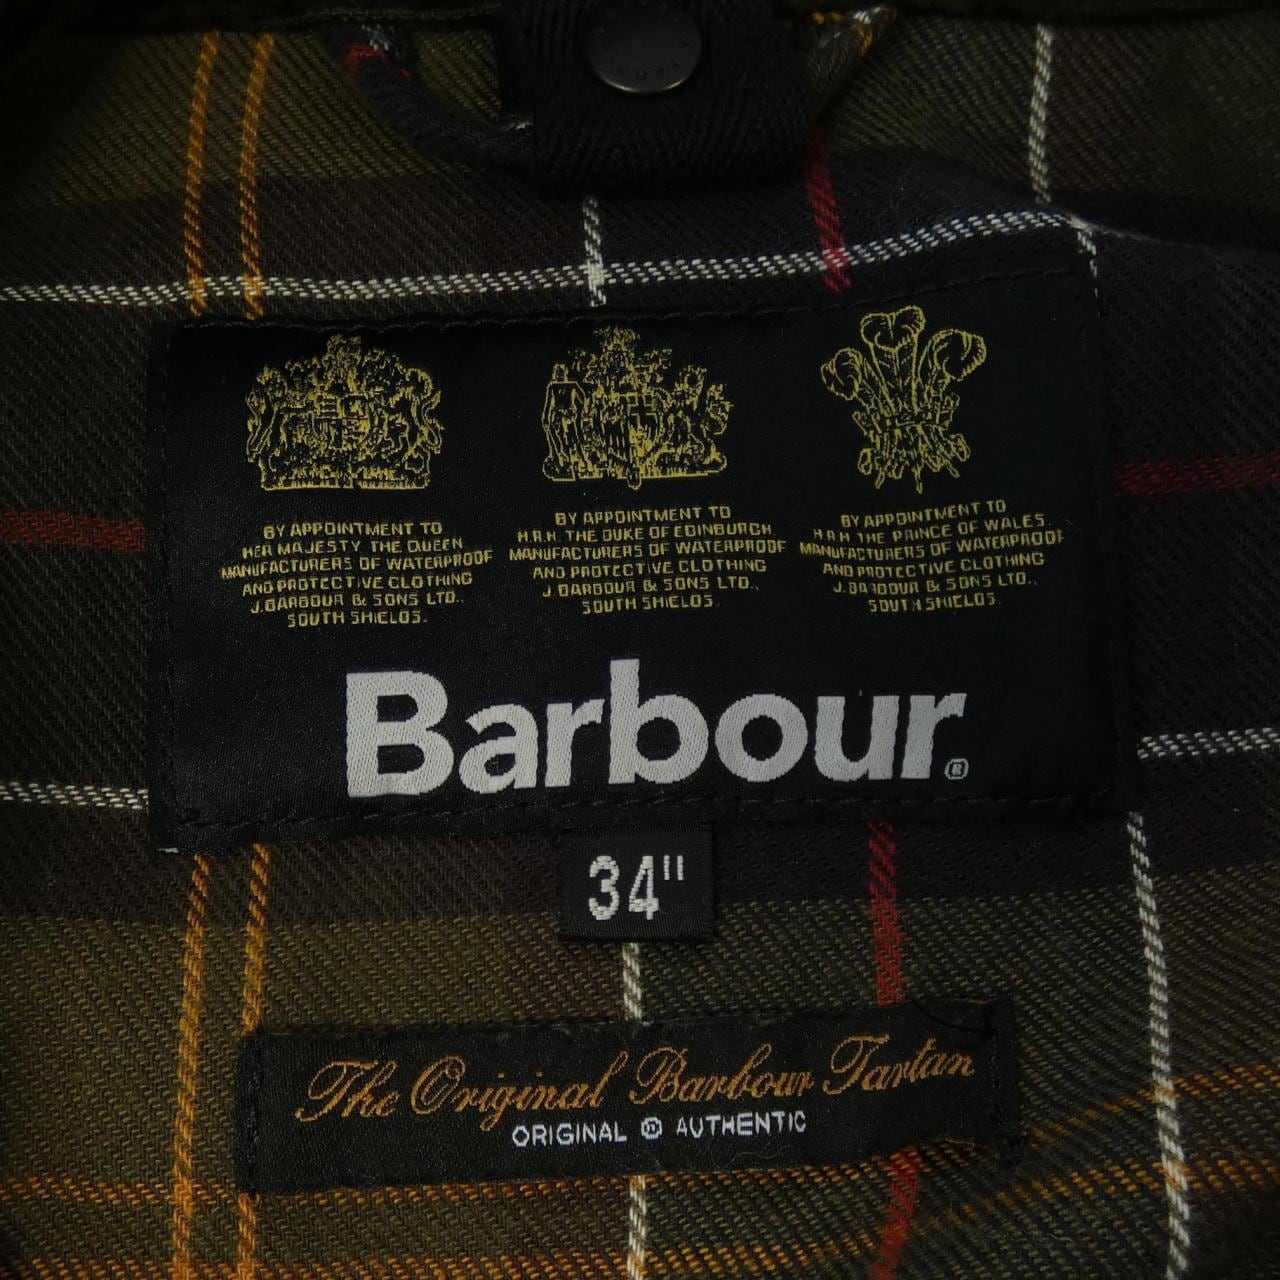 BY APPOINTMENT TO
HER MAJESTY THE QUEEN
MANUFACTURERS OF WATERPROOF
AND PROTECTIVE CLOTHING
J. BARBOUR & SONS LTD.,
SOUTH SHIELDS.
BY APPOINTMENT TO
H.R.H. THE DUKE OF EDINBURGH
MANUFACTURERS OF WATERPROOF
AND PROTECTIVE CLOTHING
J. BARBOUR & SONS LTD.,
SOUTH SHIELDS.
BY APPOINTMENT TO
H.R.H. THE PRINCE OF WALES.
MANUFACTURERS OF WATERPROOF
AND PROTECTIVE CLOTHING
J. BARBOUR & SONS LTD.,
SOUTH SHIELDS.
Barbour®
34"
The Original Barbour Tartan
ORIGINAL ® AUTHENTIC